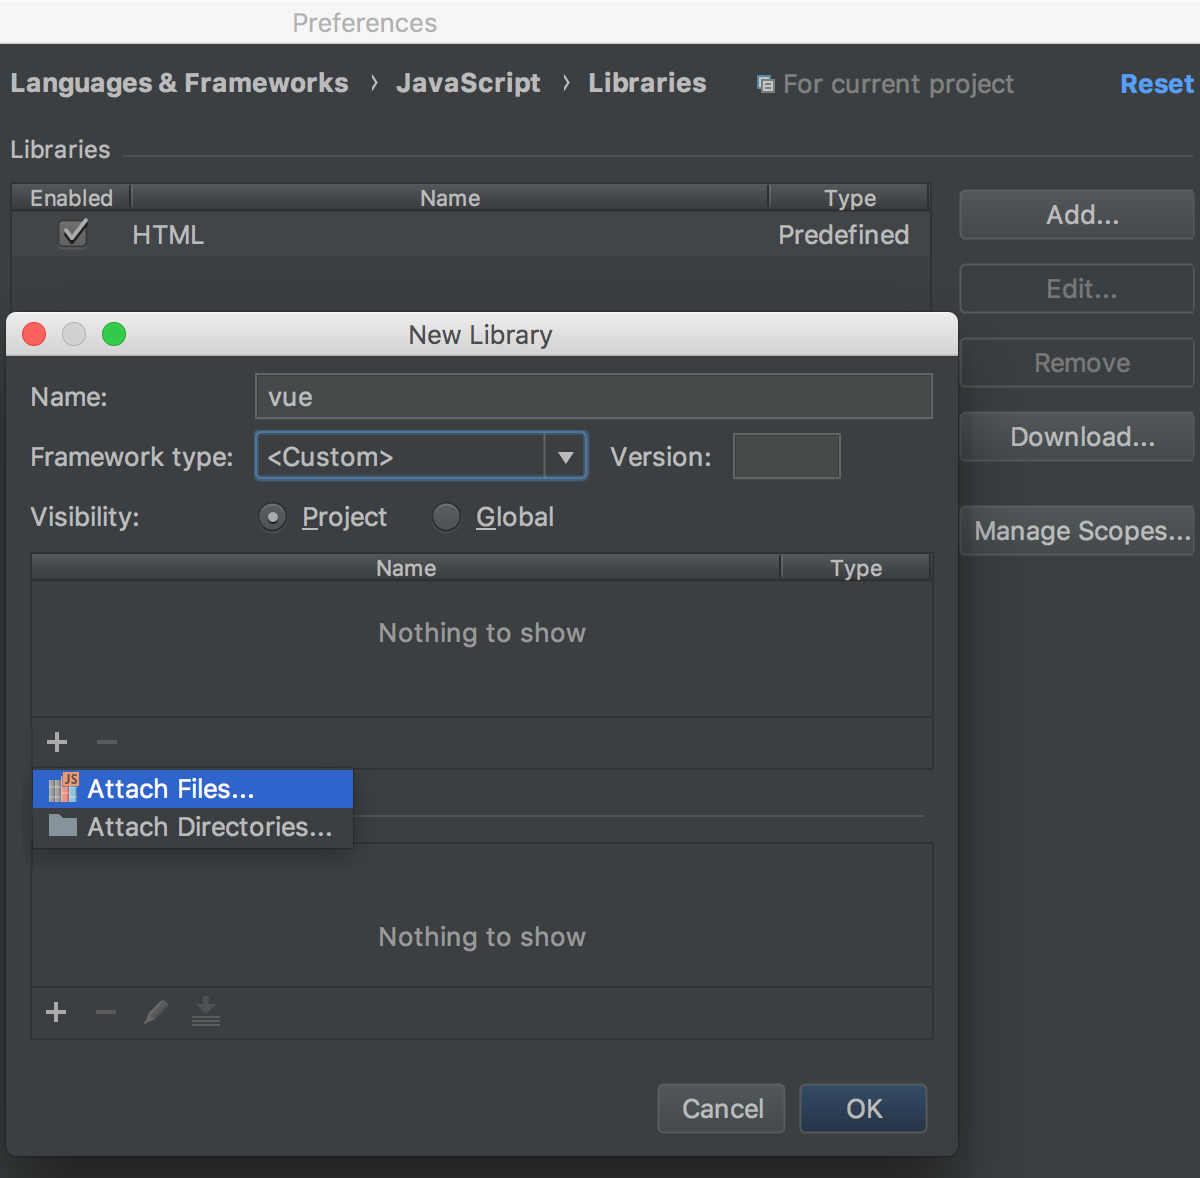 Preferences
Languages & Frameworks › JavaScript › Libraries For current project Reset
Libraries
Enabled Name Type
HTML Predefined
Add...
Edit...
Remove
Download...
Manage Scopes...
New Library
Name: vue
Framework type: <Custom> Version:
Visibility: Project Global
Name Type
Nothing to show
JS Attach Files...
Attach Directories...
Nothing to show
Cancel OK